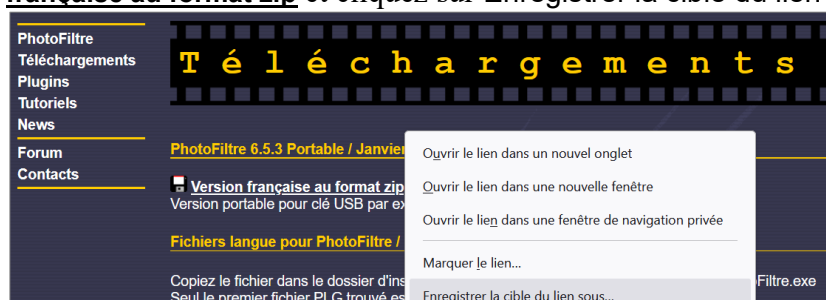 française au format zip et cliquez sur Enregistrer la cible du lien
PhotoFiltre
Téléchargements
Plugins
Tutoriels
News
Forum
Contacts
Téléchargements
PhotoFiltre 6.5.3 Portable / Janvier
Version française au format zip
Version portable pour clé USB par
Fichiers langue pour PhotoFiltre /
Copiez le fichier dans le dossier
Filtre.exe
Seul le premier fichier PLG trouvé
Ouvrir le lien dans un nouvel onglet
Ouvrir le lien dans une nouvelle fenêtre
Ouvrir le lien dans une fenêtre de navigation privée
Marquer le lien...
Enregistrer la cible du lien sous...